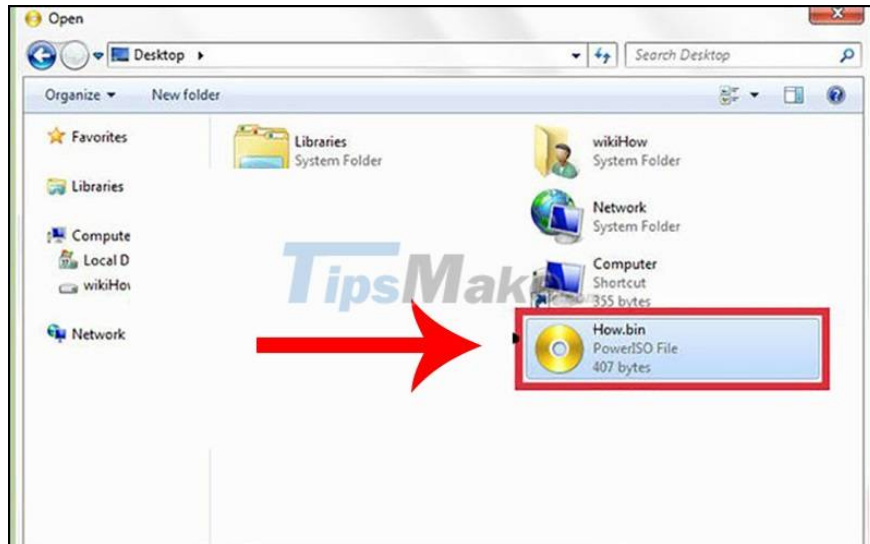 Open
Desktop
Search Desktop
Organize
New folder
Favorites
Libraries
Compute
Local D
wikiHo
Network
Libraries
System Folder
wikiHow
System Folder
Network
System Folder
Computer
Shortcut
355 bytes
How.bin
PowerISO File
407 bytes
TipsMake